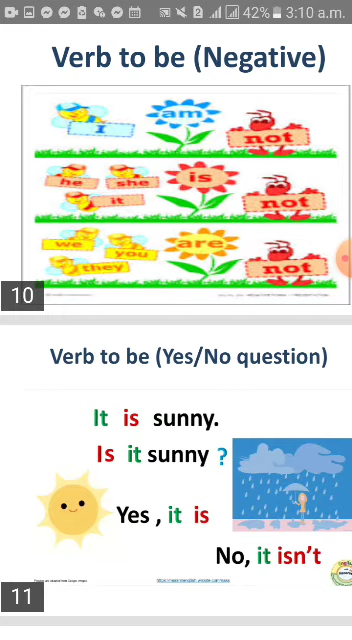 2 42% 3:10 a.m.
Verb to be (Negative)
I am not
he she is
it not
we you are
they not
10
Verb to be (Yes/No question)
It is sunny.
Is it sunny ?
Yes , it is
No, it isn't
11